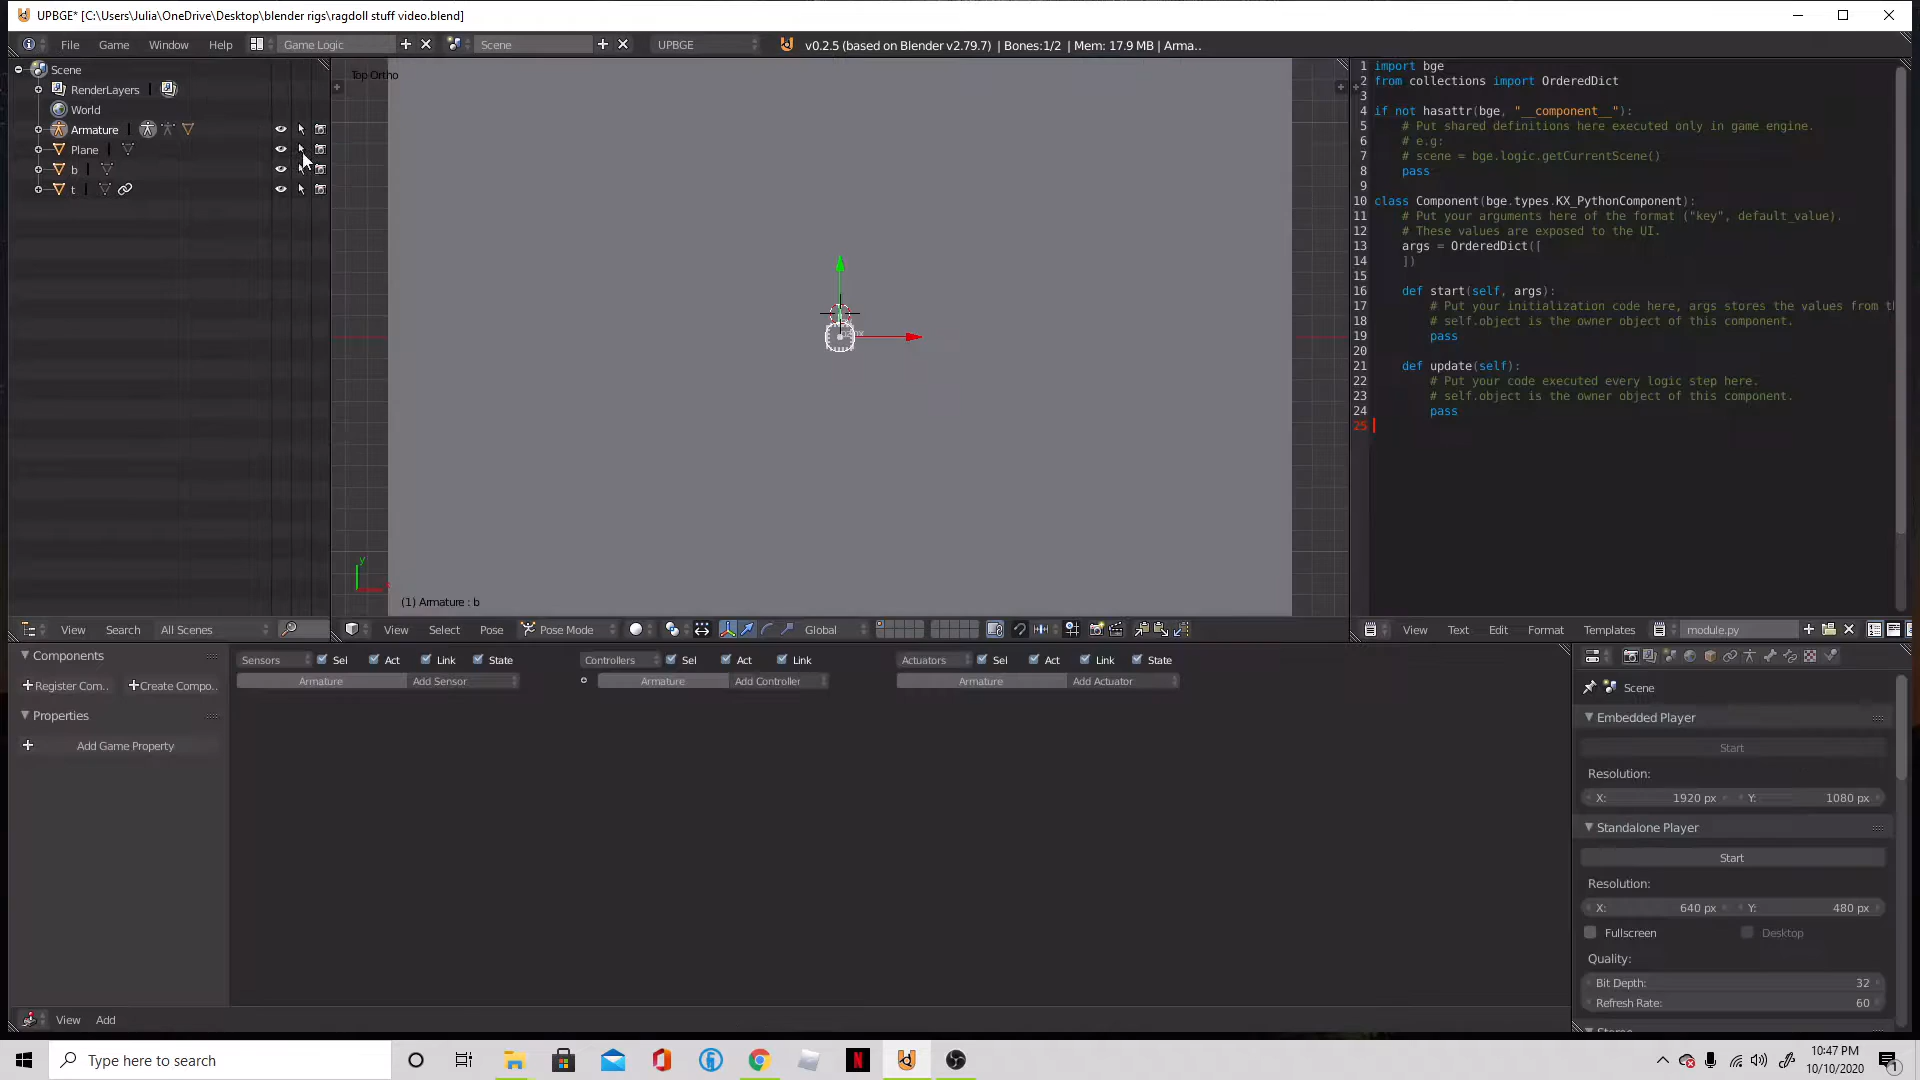 UPBGE* [C:\Users\Julia\OneDrive\Desktop\blender rigs\ragdoll stuff video.blend]
File Game Window Help Game Logic Scene UPBGE v0.2.5 (based on Blender v2.79.7) | Bones:1/2 | Mem: 17.9 MB | Arma..
Scene
RenderLayers
World
Armature
Plane
b
t
Top Ortho
y
(1) Armature : b
1 import bge
2 from collections import OrderedDict
3
4 if not hasattr(bge, "__component__"):
5 # Put shared definitions here executed only in game engine.
6 # e.g:
7 # scene = bge.logic.getCurrentScene()
8 pass
9
10 class Component(bge.types.KX_PythonComponent):
11 # Put your arguments here of the format ("key", default_value).
12 # These values are exposed to the UI.
13 args = OrderedDict([
14 ])
15
16 def start(self, args):
17 # Put your initialization code here, args stores the values from t
18 # self.object is the owner object of this component.
19 pass
20
21 def update(self):
22 # Put your code executed every logic step here.
23 # self.object is the owner object of this component.
24 pass
25
View Search All Scenes
View Select Pose Pose Mode Global
View Text Edit Format Templates module.py
Components
Register Com.. Create Compo..
Properties
Add Game Property
Sensors Sel Act Link State
Armature Add Sensor
Controllers Sel Act Link
Armature Add Controller
Actuators Sel Act Link State
Armature Add Actuator
Scene
Embedded Player
Start
Resolution:
X: 1920 px Y: 1080 px
Standalone Player
Start
Resolution:
X: 640 px Y: 480 px
Fullscreen Desktop
Quality:
Bit Depth: 32
Refresh Rate: 60
View Add
Type here to search
10:47 PM
10/10/2020